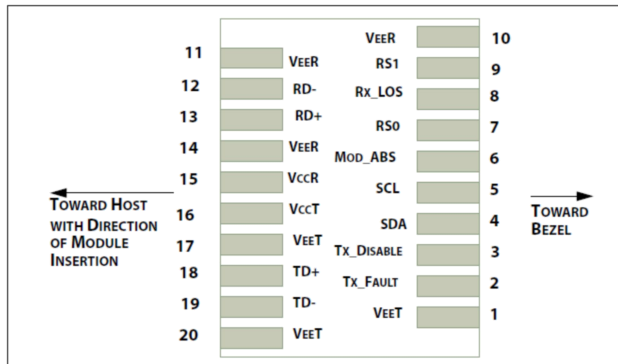 11 VEER
12 RD-
13 RD+
14 VEER
15 VCCR
16 VCCT
17 VEET
18 TD+
19 TD-
20 VEET
VEER 10
RS1 9
RX_LOS 8
RS0 7
MOD_ABS 6
SCL 5
SDA 4
TX_DISABLE 3
TX_FAULT 2
VEET 1
TOWARD HOST
WITH DIRECTION
OF MODULE
INSERTION
TOWARD
BEZEL